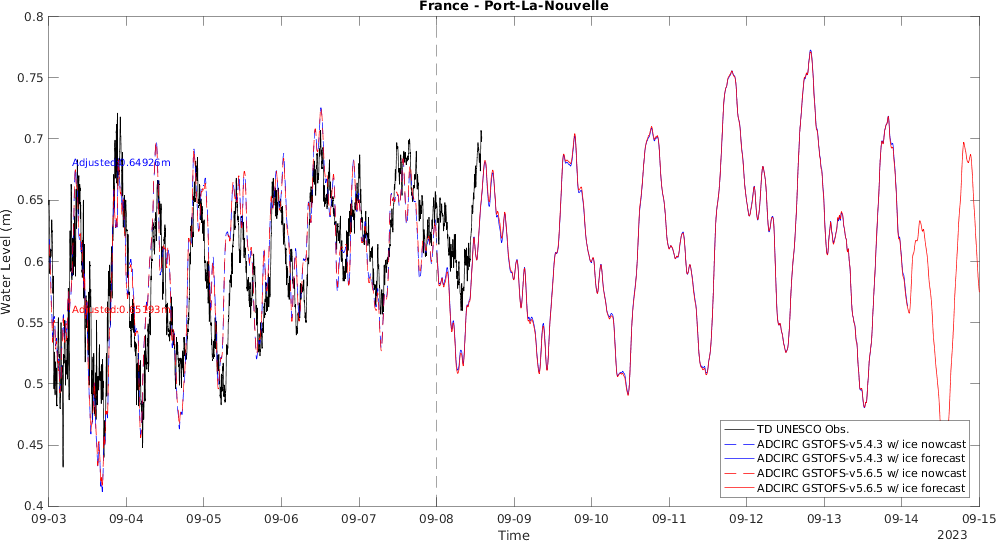 France - Port-La-Nouvelle
0.8
0.75
0.7
0.65
0.6
0.55
0.5
0.45
0.4
Water Level (m)
Adjusted:0.64926m
Adjusted:0.65193m
TD UNESCO Obs.
ADCIRC GSTOFS-v5.4.3 w/ ice nowcast
ADCIRC GSTOFS-v5.4.3 w/ ice forecast
ADCIRC GSTOFS-v5.6.5 w/ ice nowcast
ADCIRC GSTOFS-v5.6.5 w/ ice forecast
09-03 09-04 09-05 09-06 09-07 09-08 09-09 09-10 09-11 09-12 09-13 09-14 09-15
Time
2023